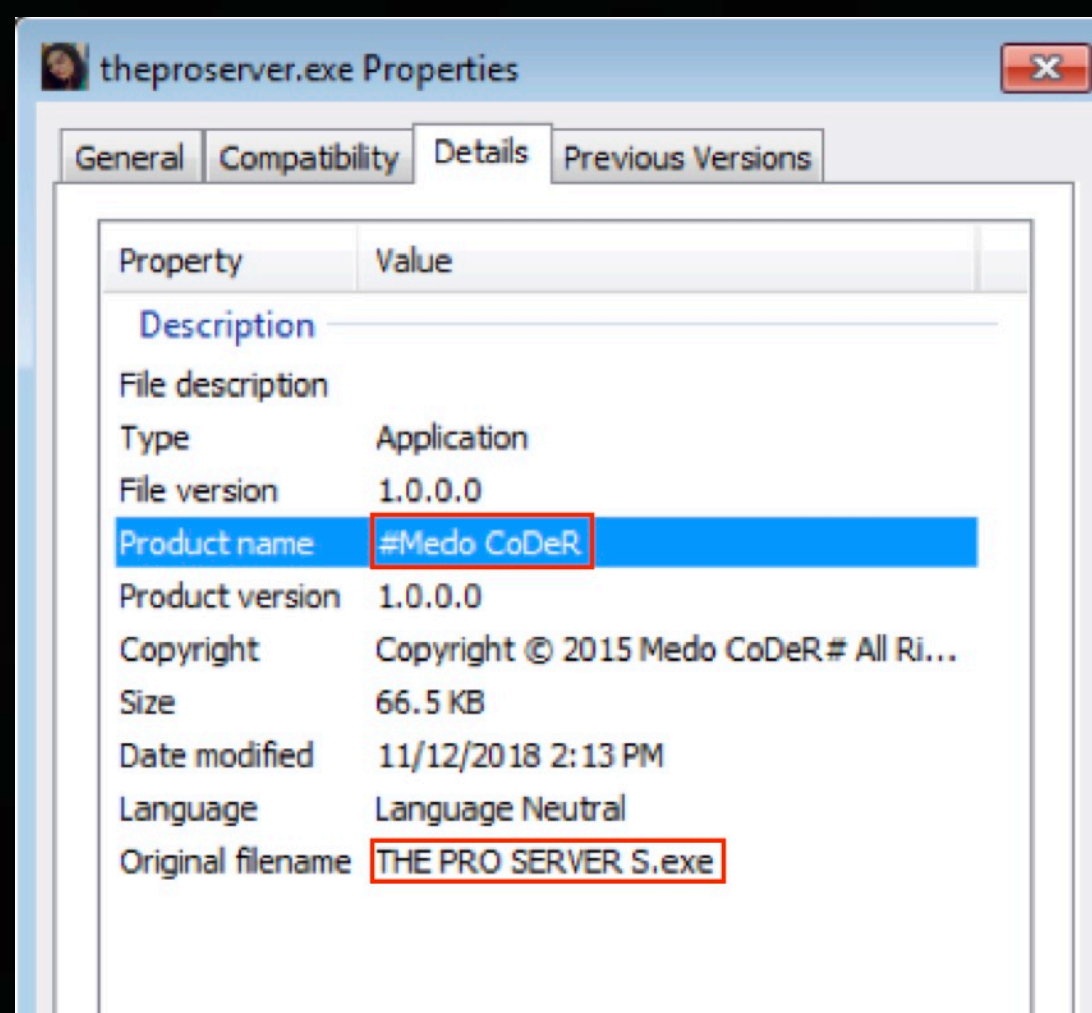 theproserver.exe Properties
General Compatibility Details Previous Versions
Property Value
Description
File description
Type Application
File version 1.0.0.0
Product name #Medo CoDeR
Product version 1.0.0.0
Copyright Copyright © 2015 Medo CoDeR# All Ri...
Size 66.5 KB
Date modified 11/12/2018 2:13 PM
Language Language Neutral
Original filename THE PRO SERVER S.exe